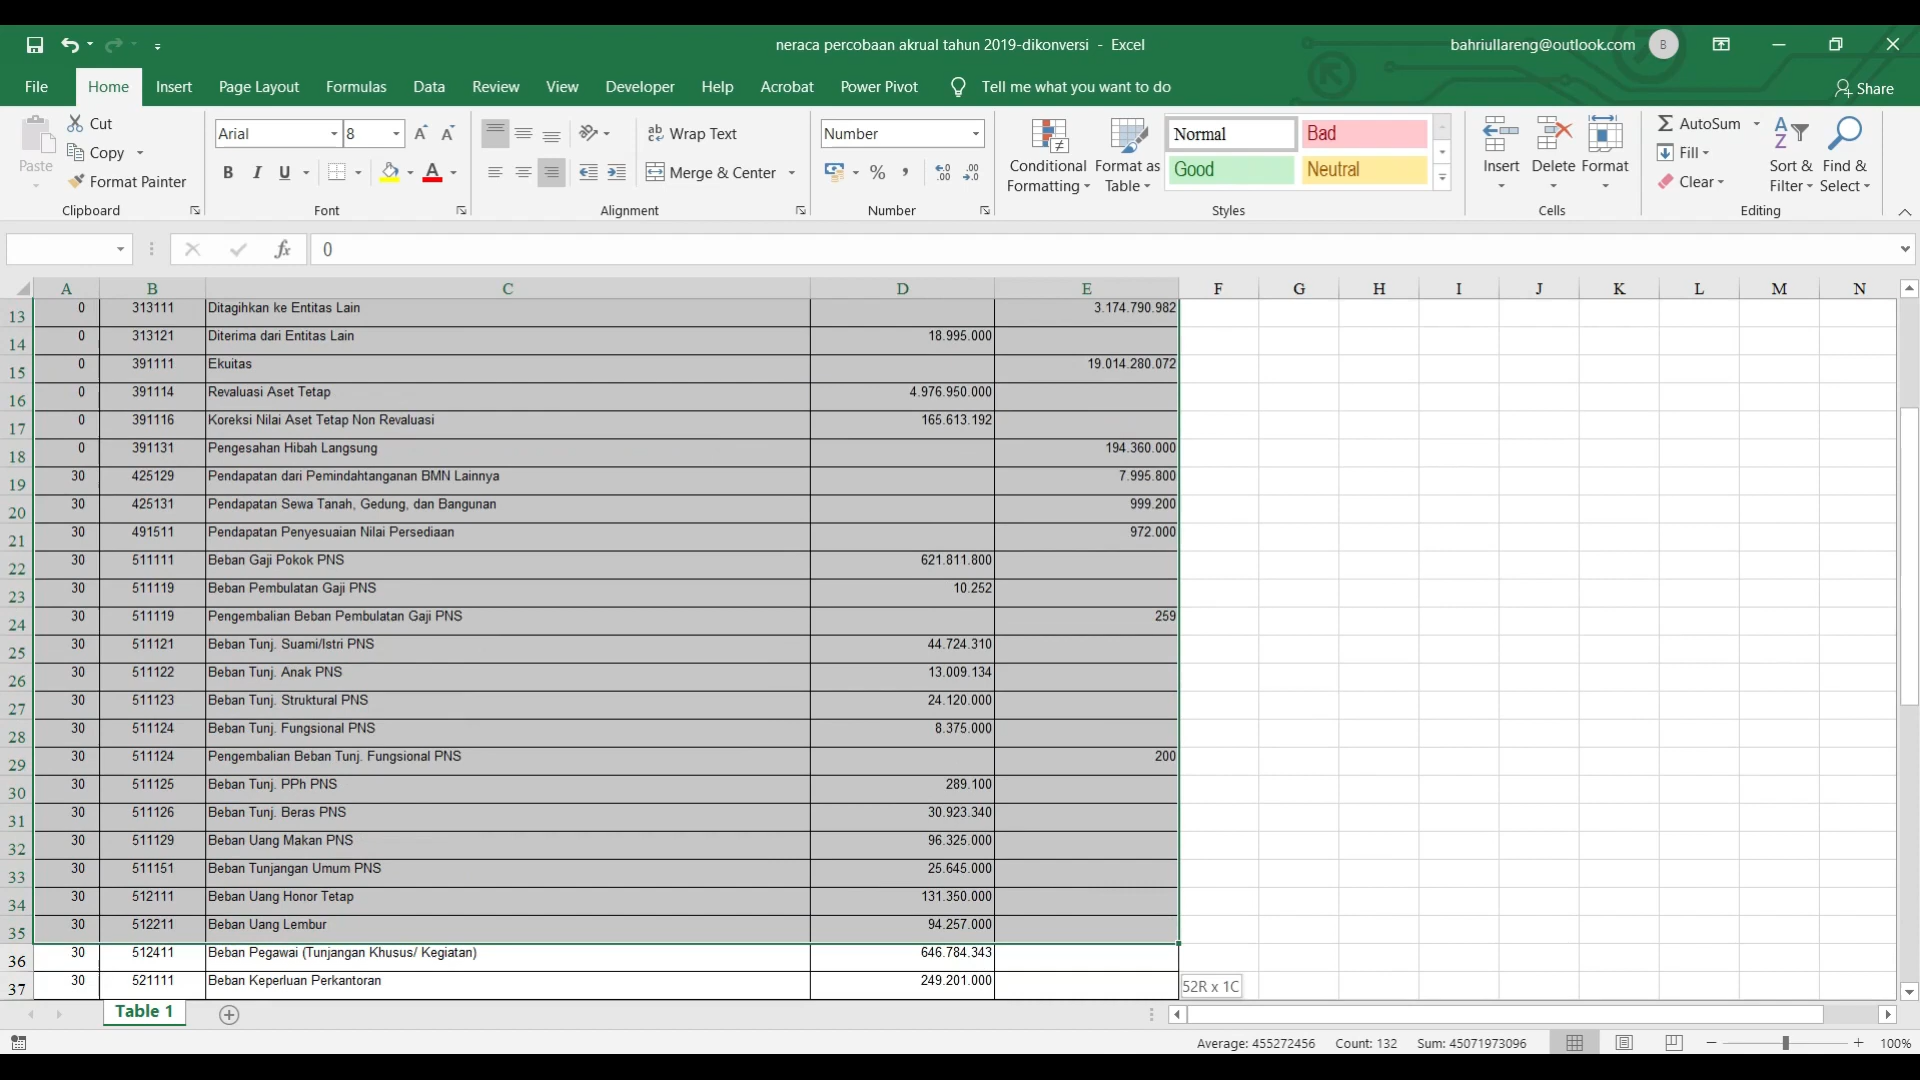 neraca percobaan akrual tahun 2019-dikonversi - Excel
bahriullareng@outlook.com B
File Home Insert Page Layout Formulas Data Review View Developer Help Acrobat Power Pivot Tell me what you want to do Share
Paste
Cut
Copy
Format Painter
Clipboard
Arial 8
B I U
Font
Wrap Text
Merge & Center
Alignment
Number
%
Number
Conditional Formatting
Format as Table
Normal Bad
Good Neutral
Styles
Insert Delete Format
Cells
AutoSum
Fill
Clear
Sort & Filter
Find & Select
Editing
fx 0
A B C D E F G H I J K L M N
13 0 313111 Ditagihkan ke Entitas Lain 3.174.790.982
14 0 313121 Diterima dari Entitas Lain 18.995.000
15 0 391111 Ekuitas 19.014.280.072
16 0 391114 Revaluasi Aset Tetap 4.976.950.000
17 0 391116 Koreksi Nilai Aset Tetap Non Revaluasi 165.613.192
18 0 391131 Pengesahan Hibah Langsung 194.360.000
19 30 425129 Pendapatan dari Pemindahtanganan BMN Lainnya 7.995.800
20 30 425131 Pendapatan Sewa Tanah, Gedung, dan Bangunan 999.200
21 30 491511 Pendapatan Penyesuaian Nilai Persediaan 972.000
22 30 511111 Beban Gaji Pokok PNS 621.811.800
23 30 511119 Beban Pembulatan Gaji PNS 10.252
24 30 511119 Pengembalian Beban Pembulatan Gaji PNS 259
25 30 511121 Beban Tunj. Suami/Istri PNS 44.724.310
26 30 511122 Beban Tunj. Anak PNS 13.009.134
27 30 511123 Beban Tunj. Struktural PNS 24.120.000
28 30 511124 Beban Tunj. Fungsional PNS 8.375.000
29 30 511124 Pengembalian Beban Tunj. Fungsional PNS 200
30 30 511125 Beban Tunj. PPh PNS 289.100
31 30 511126 Beban Tunj. Beras PNS 30.923.340
32 30 511129 Beban Uang Makan PNS 96.325.000
33 30 511151 Beban Tunjangan Umum PNS 25.645.000
34 30 512111 Beban Uang Honor Tetap 131.350.000
35 30 512211 Beban Uang Lembur 94.257.000
36 30 512411 Beban Pegawai (Tunjangan Khusus/ Kegiatan) 646.784.343
37 30 521111 Beban Keperluan Perkantoran 249.201.000
52R x 1C
Table 1
Average: 455272456 Count: 132 Sum: 45071973096 100%